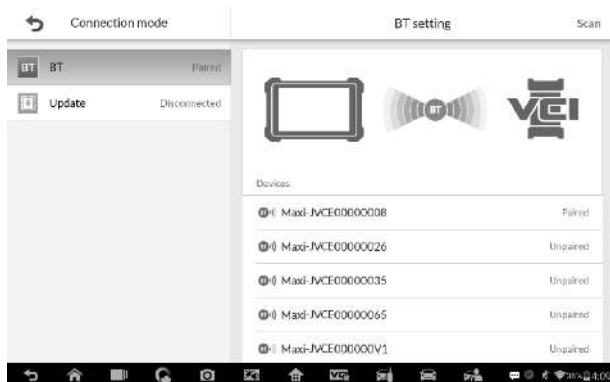 Connection mode
BT setting
Scan
BT
BT
Paired
Update
Disconnected
BT
VCI
Devices
Maxi-JVCE00000008
Paired
Maxi-JVCE00000026
Unpaired
Maxi-JVCE00000035
Unpaired
Maxi-JVCE00000065
Unpaired
Maxi-JVCE000000V1
Unpaired